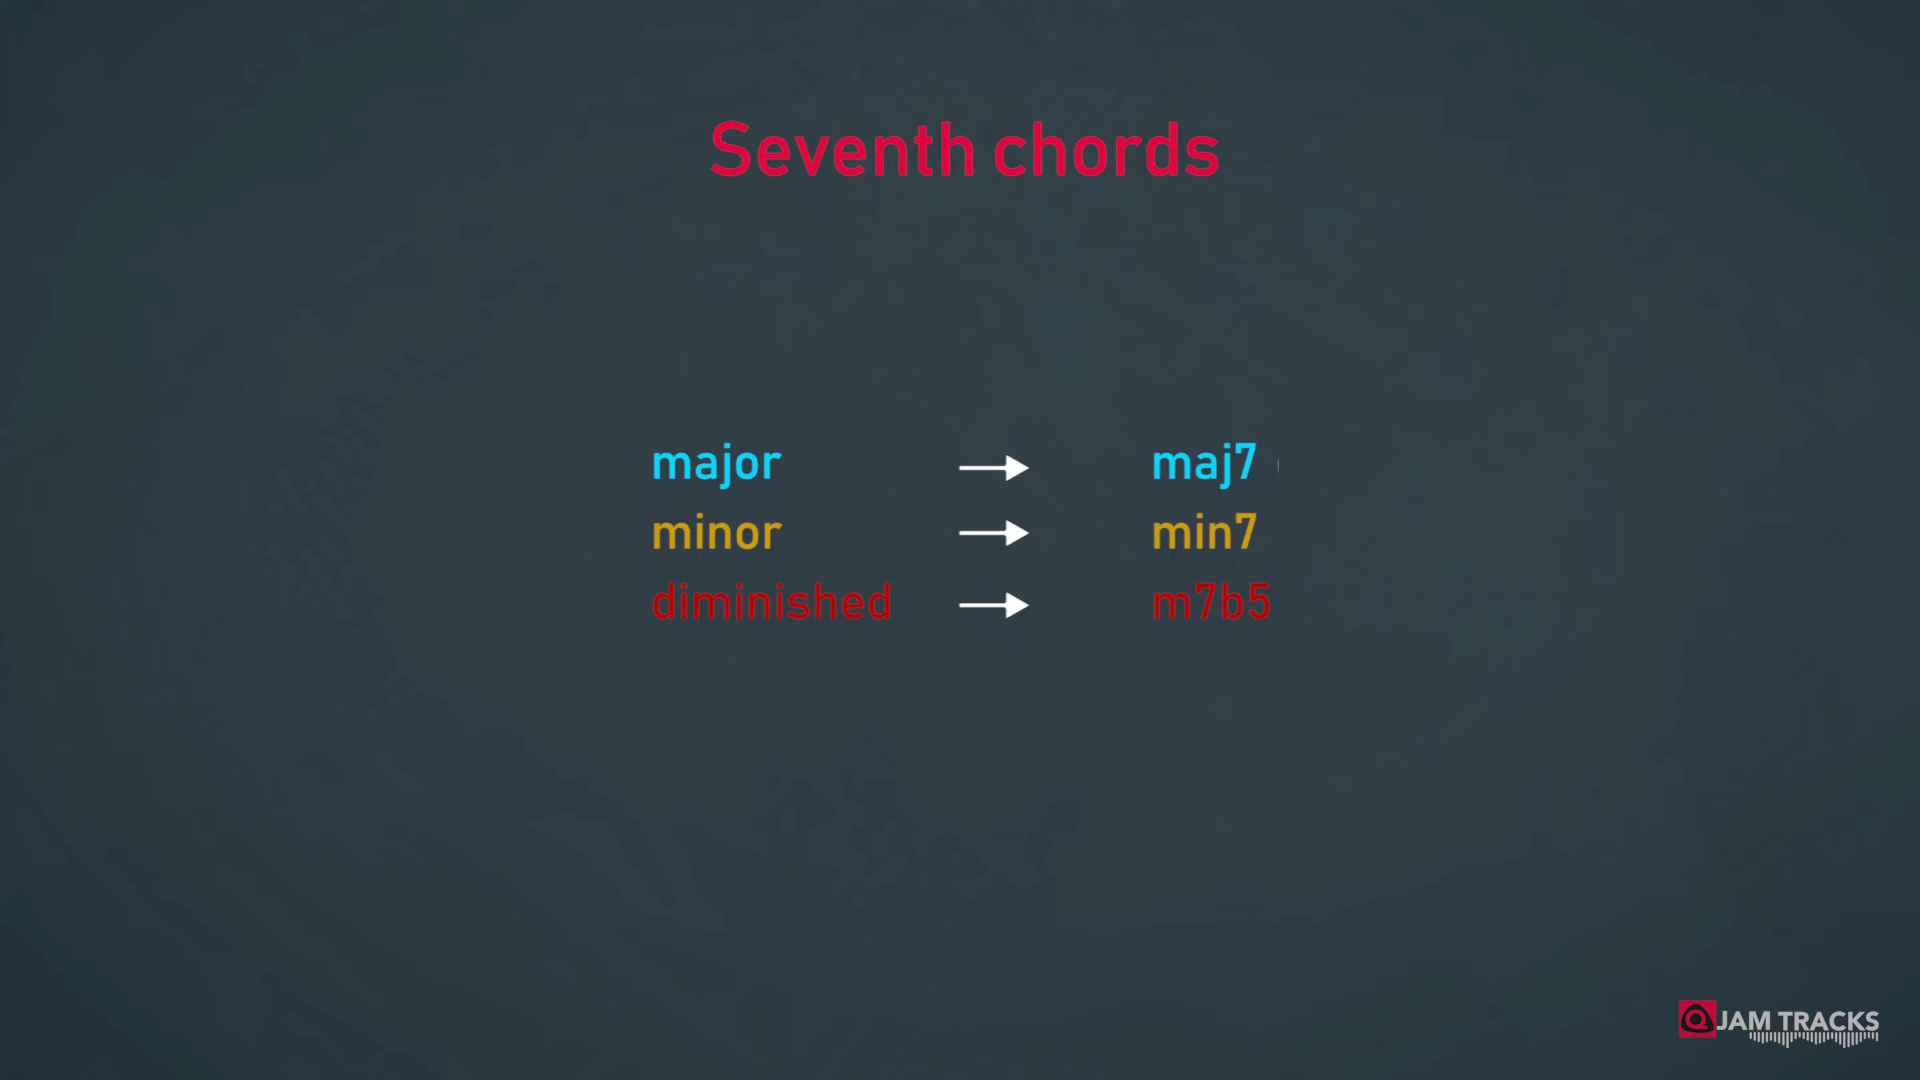 Seventh chords
major → maj7
minor → min7
diminished → m7b5
JAM TRACKS